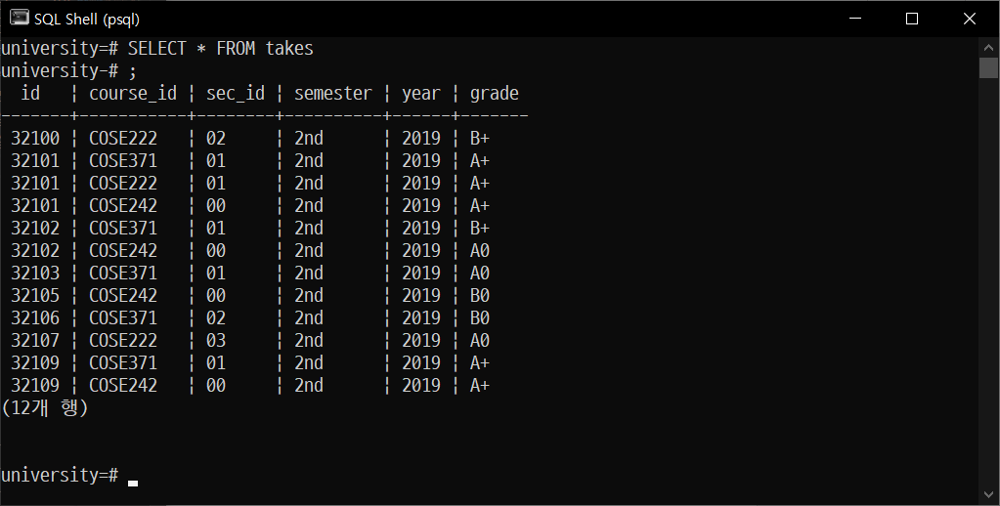 SQL Shell (psql)
university=# SELECT * FROM takes
university-# ;
  id   ¦ course_id ¦ sec_id ¦ semester ¦ year ¦ grade
-------+-----------+--------+----------+------+-------
 32100 ¦ COSE222   ¦ 02     ¦ 2nd      ¦ 2019 ¦ B+
 32101 ¦ COSE371   ¦ 01     ¦ 2nd      ¦ 2019 ¦ A+
 32101 ¦ COSE222   ¦ 01     ¦ 2nd      ¦ 2019 ¦ A+
 32101 ¦ COSE242   ¦ 00     ¦ 2nd      ¦ 2019 ¦ A+
 32102 ¦ COSE371   ¦ 01     ¦ 2nd      ¦ 2019 ¦ B+
 32102 ¦ COSE242   ¦ 00     ¦ 2nd      ¦ 2019 ¦ A0
 32103 ¦ COSE371   ¦ 01     ¦ 2nd      ¦ 2019 ¦ A0
 32105 ¦ COSE242   ¦ 00     ¦ 2nd      ¦ 2019 ¦ B0
 32106 ¦ COSE371   ¦ 02     ¦ 2nd      ¦ 2019 ¦ B0
 32107 ¦ COSE222   ¦ 03     ¦ 2nd      ¦ 2019 ¦ A0
 32109 ¦ COSE371   ¦ 01     ¦ 2nd      ¦ 2019 ¦ A+
 32109 ¦ COSE242   ¦ 00     ¦ 2nd      ¦ 2019 ¦ A+
(12개 행)
university=#